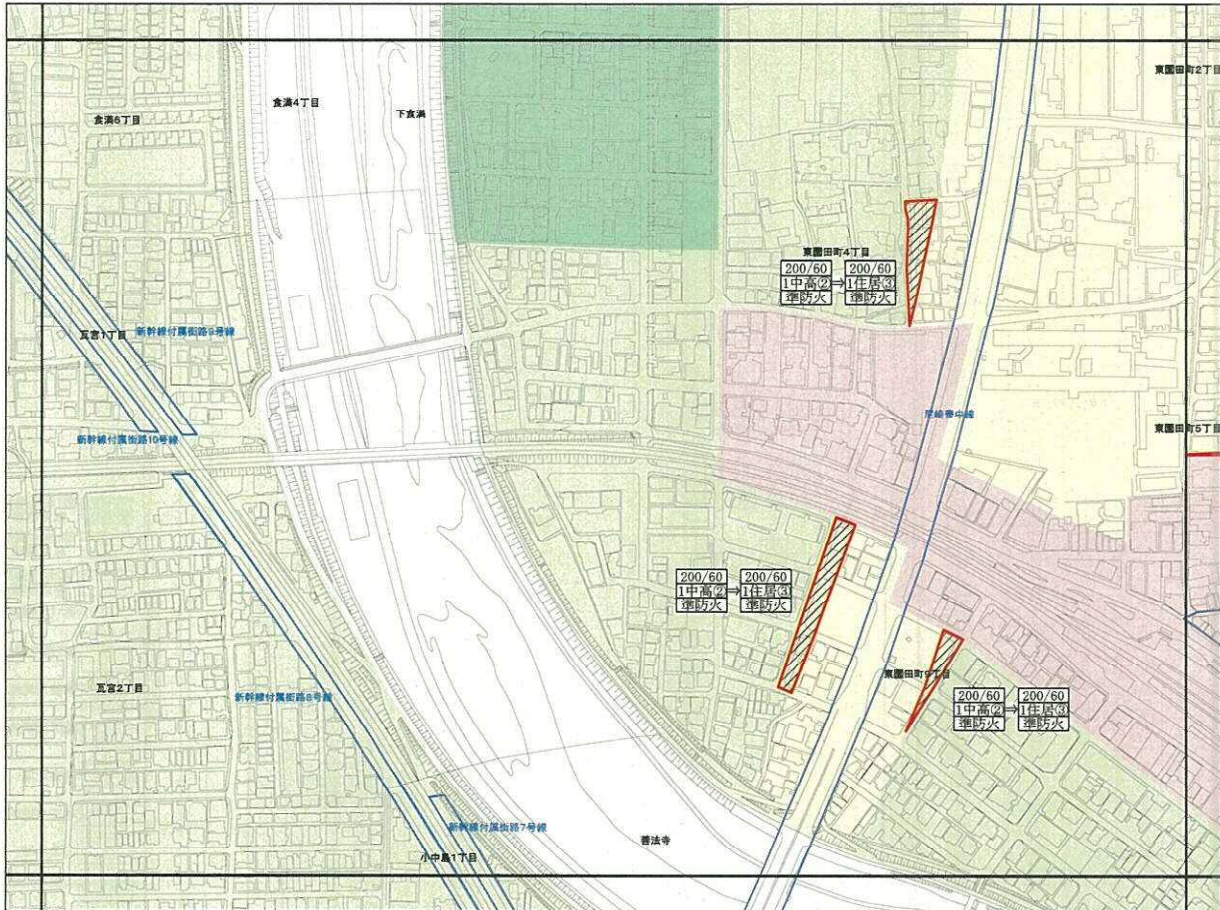 東園田町2丁目
食満4丁目
下食満
食満6丁目
東園田町4丁目
200/60 200/60
1中高②⇒1住居③
準防火 準防火
瓦宮1丁目
新幹線付属街路9号線
尼崎豊中線
東園田町5丁目
新幹線付属街路10号線
200/60 200/60
1中高②⇒1住居③
準防火 準防火
東園田町9丁目
瓦宮2丁目
新幹線付属街路8号線
200/60 200/60
1中高②⇒1住居③
準防火 準防火
新幹線付属街路7号線
善法寺
小中島1丁目